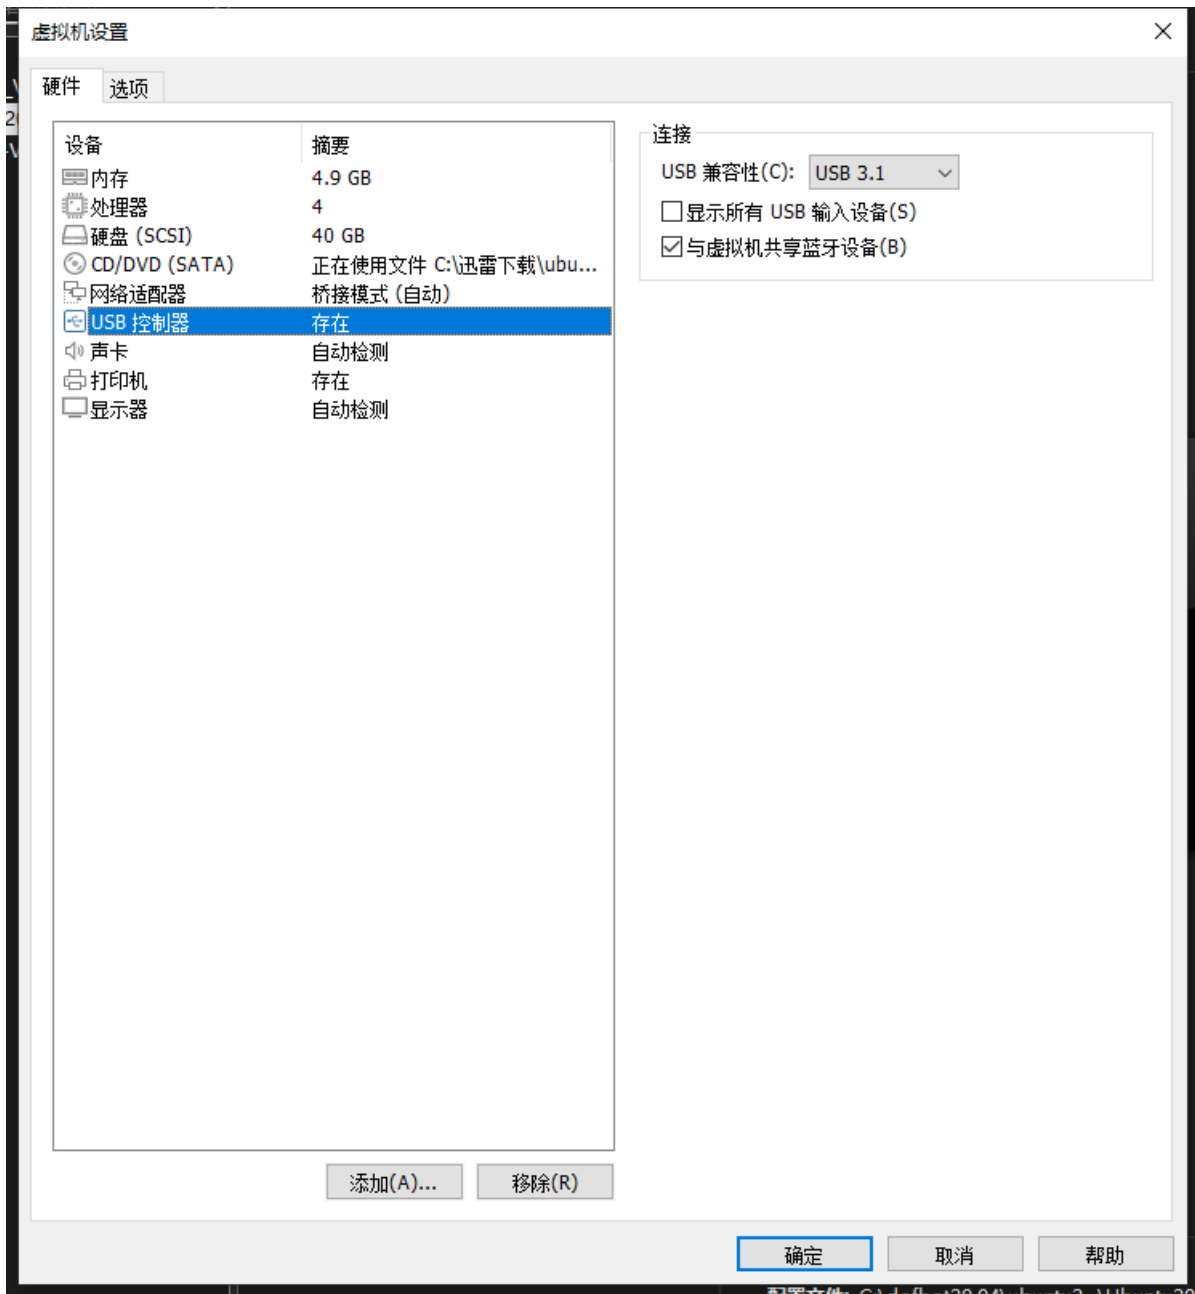 虚拟机设置
硬件 选项
设备 摘要
内存 4.9 GB
处理器 4
硬盘 (SCSI) 40 GB
CD/DVD (SATA) 正在使用文件 C:\迅雷下载\ubu...
网络适配器 桥接模式 (自动)
USB 控制器 存在
声卡 自动检测
打印机 存在
显示器 自动检测
连接
USB 兼容性(C): USB 3.1
显示所有 USB 输入设备(S)
与虚拟机共享蓝牙设备(B)
添加(A)... 移除(R)
确定 取消 帮助